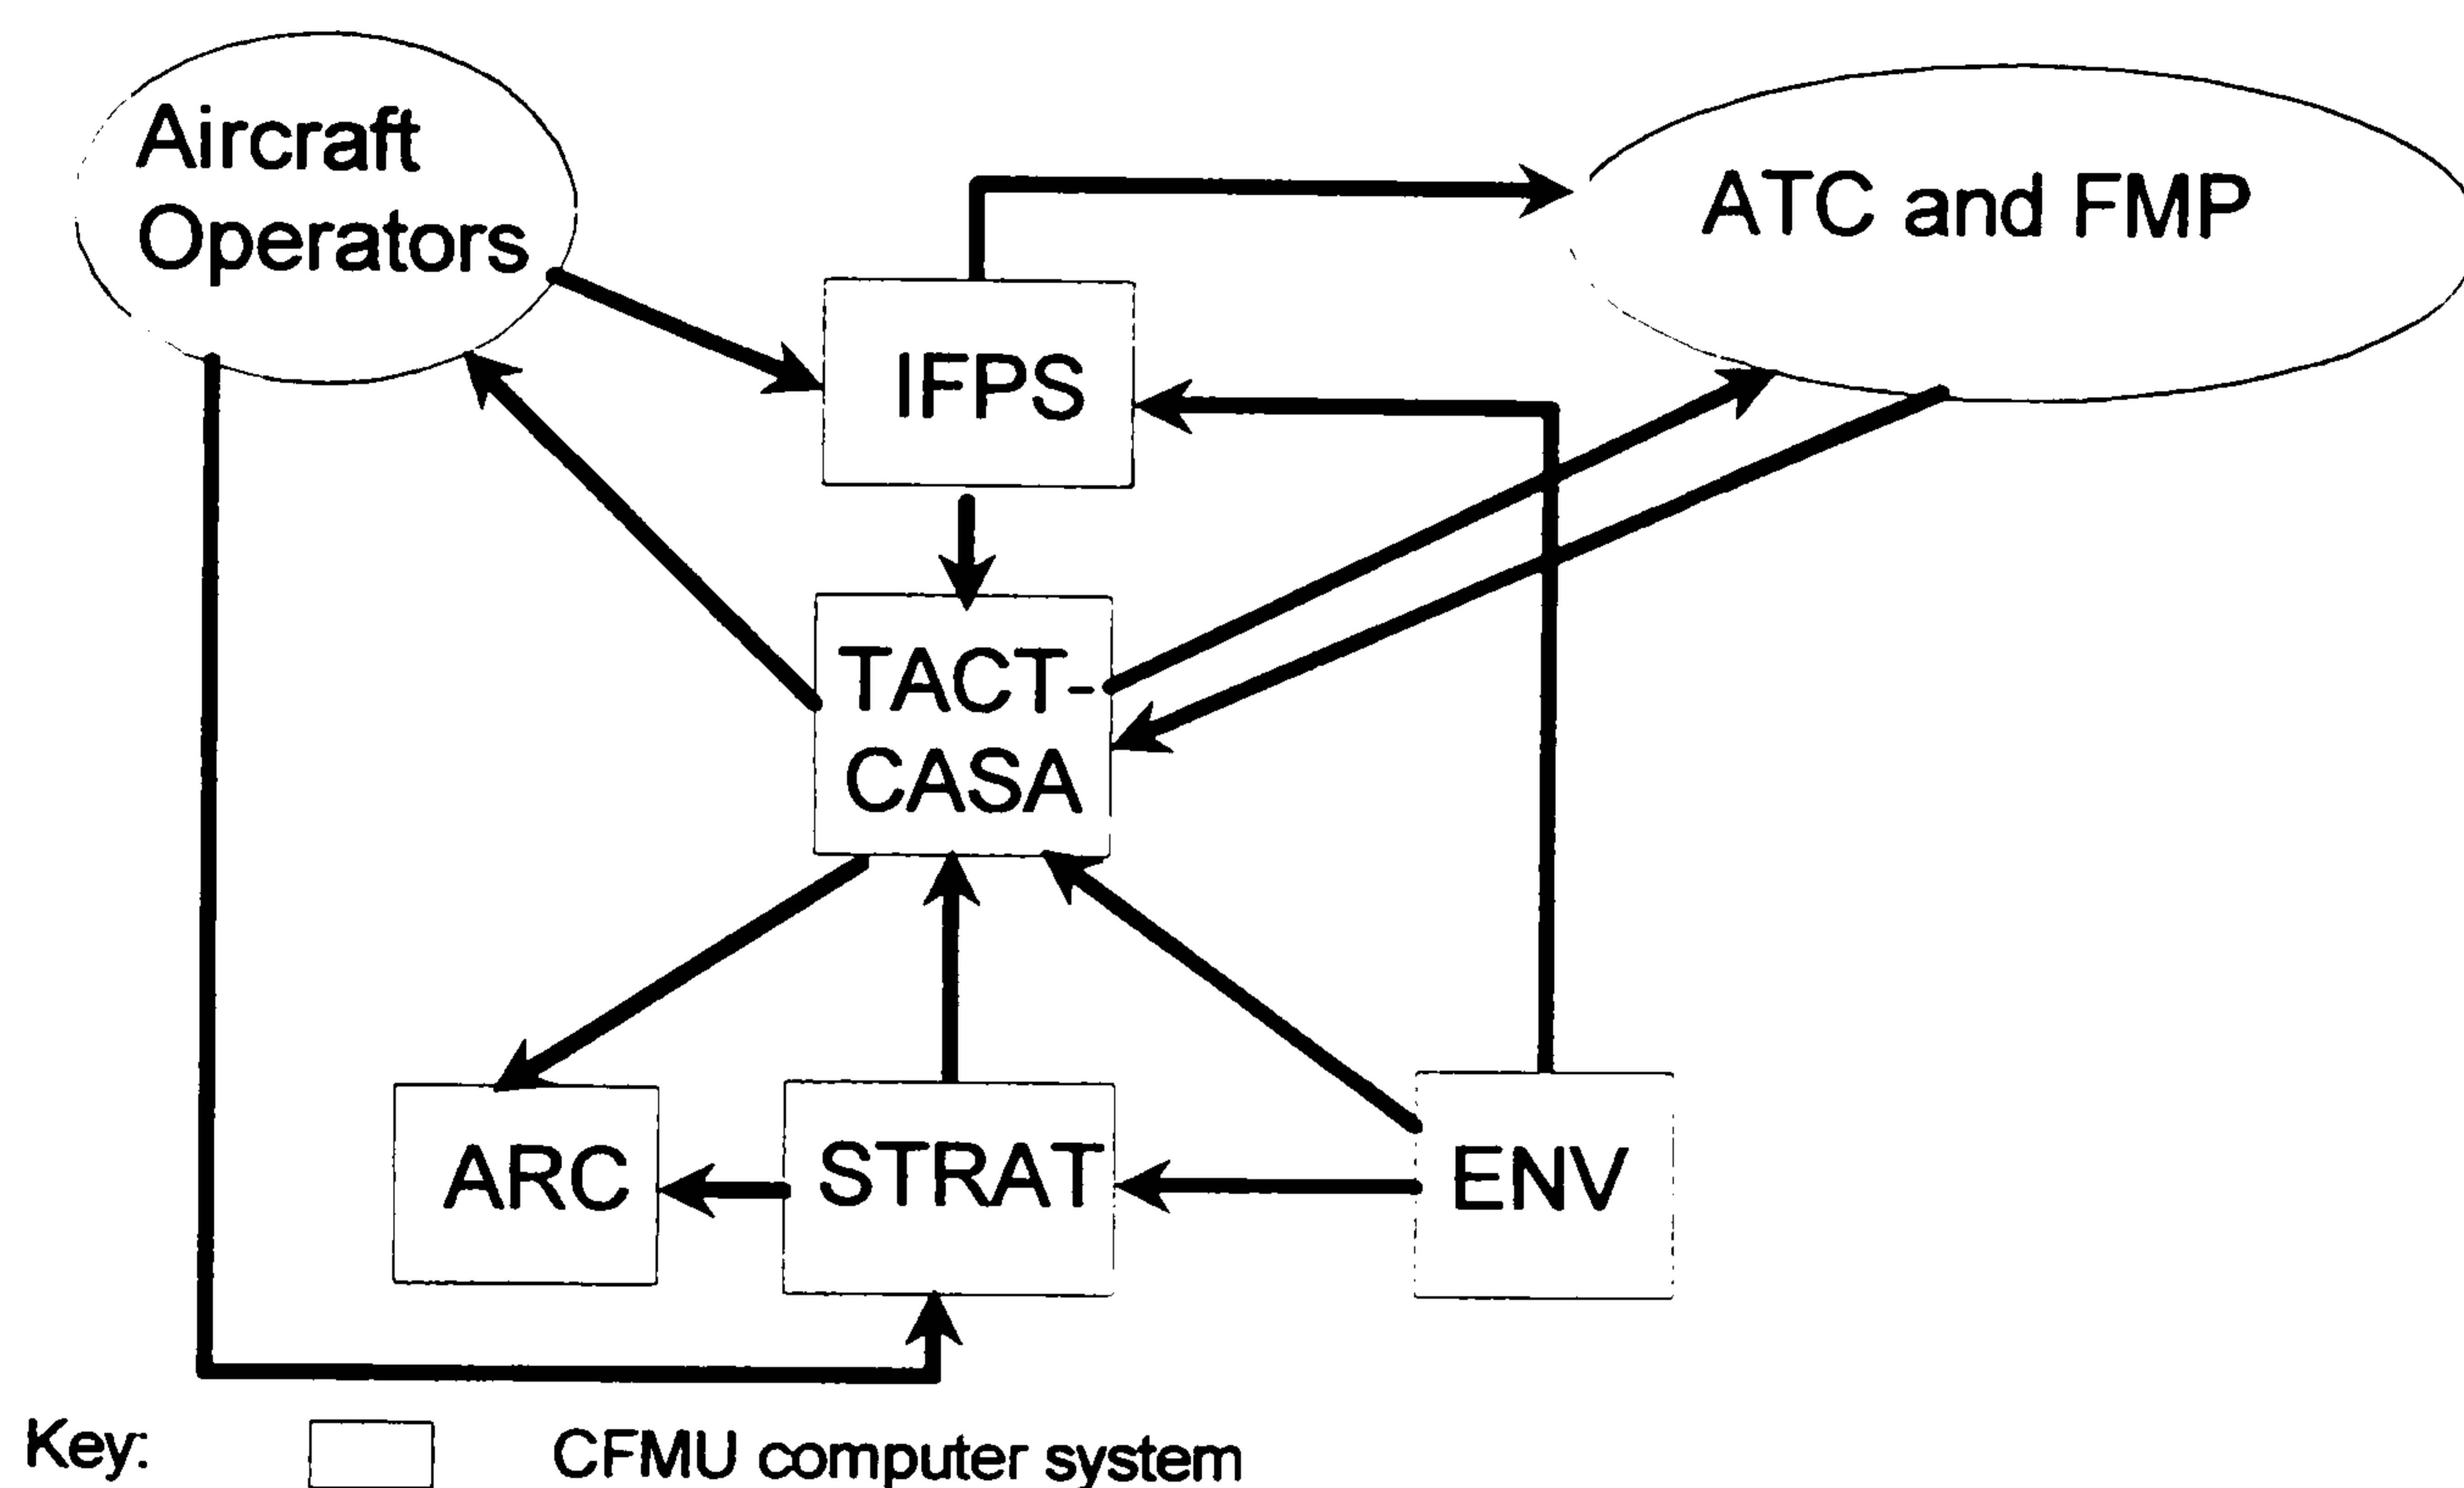 Aircraft
Operators
ATC and FMP
IFPS
TACT-
CASA
ARC
STRAT
ENV
Key:
CFMU computer system